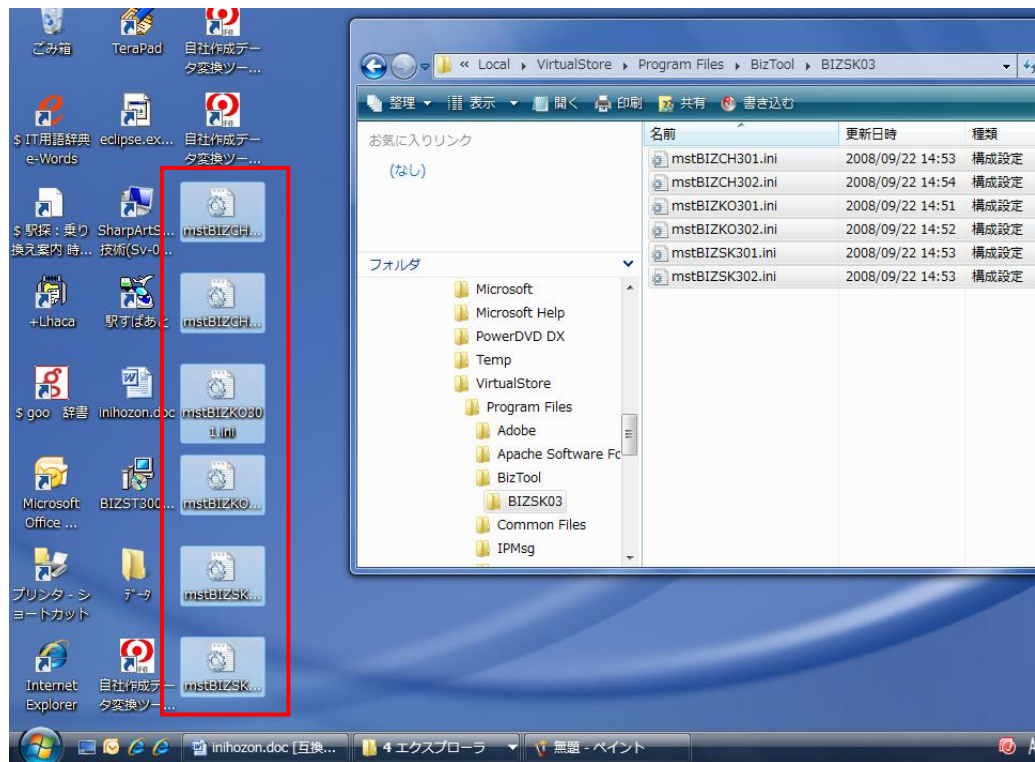 ごみ箱
TeraPad
自社作成デー
タ変換ツー...
$ IT用語辞典
e-Words
eclipse.ex...
自社作成デー
タ変換ツー...
$ 駅探:乗り
換え案内 時...
SharpArtS...
技術(Sv-0...
mstBIZCH...
+Lhaca
駅すぱあと
mstBIZCH...
$ goo 辞書
inihozon.doc
mstBIZKO30
1.ini
Microsoft
Office ...
BIZST300...
mstBIZKO...
プリンタ - シ
ョートカット
データ
mstBIZSK...
Internet
Explorer
自社作成デー
タ変換ツー...
mstBIZSK...
« Local ▸ VirtualStore ▸ Program Files ▸ BizTool ▸ BIZSK03
整理 ▼ 表示 ▼ 開く 印刷 共有 書き込む
お気に入りリンク
(なし)
フォルダ
Microsoft
Microsoft Help
PowerDVD DX
Temp
VirtualStore
Program Files
Adobe
Apache Software Fc
BizTool
BIZSK03
Common Files
IPMsg
名前 更新日時 種類
mstBIZCH301.ini 2008/09/22 14:53 構成設定
mstBIZCH302.ini 2008/09/22 14:54 構成設定
mstBIZKO301.ini 2008/09/22 14:51 構成設定
mstBIZKO302.ini 2008/09/22 14:52 構成設定
mstBIZSK301.ini 2008/09/22 14:53 構成設定
mstBIZSK302.ini 2008/09/22 14:53 構成設定
inihozon.doc [互換...
4 エクスプローラ
無題 - ペイント